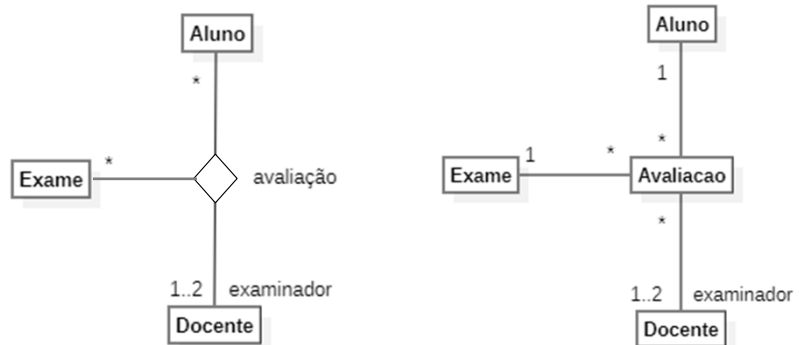 Aluno
*
Exame
*
avaliação
1..2
examinador
Docente
Aluno
1
*
Exame
1
*
Avaliacao
*
1..2
examinador
Docente